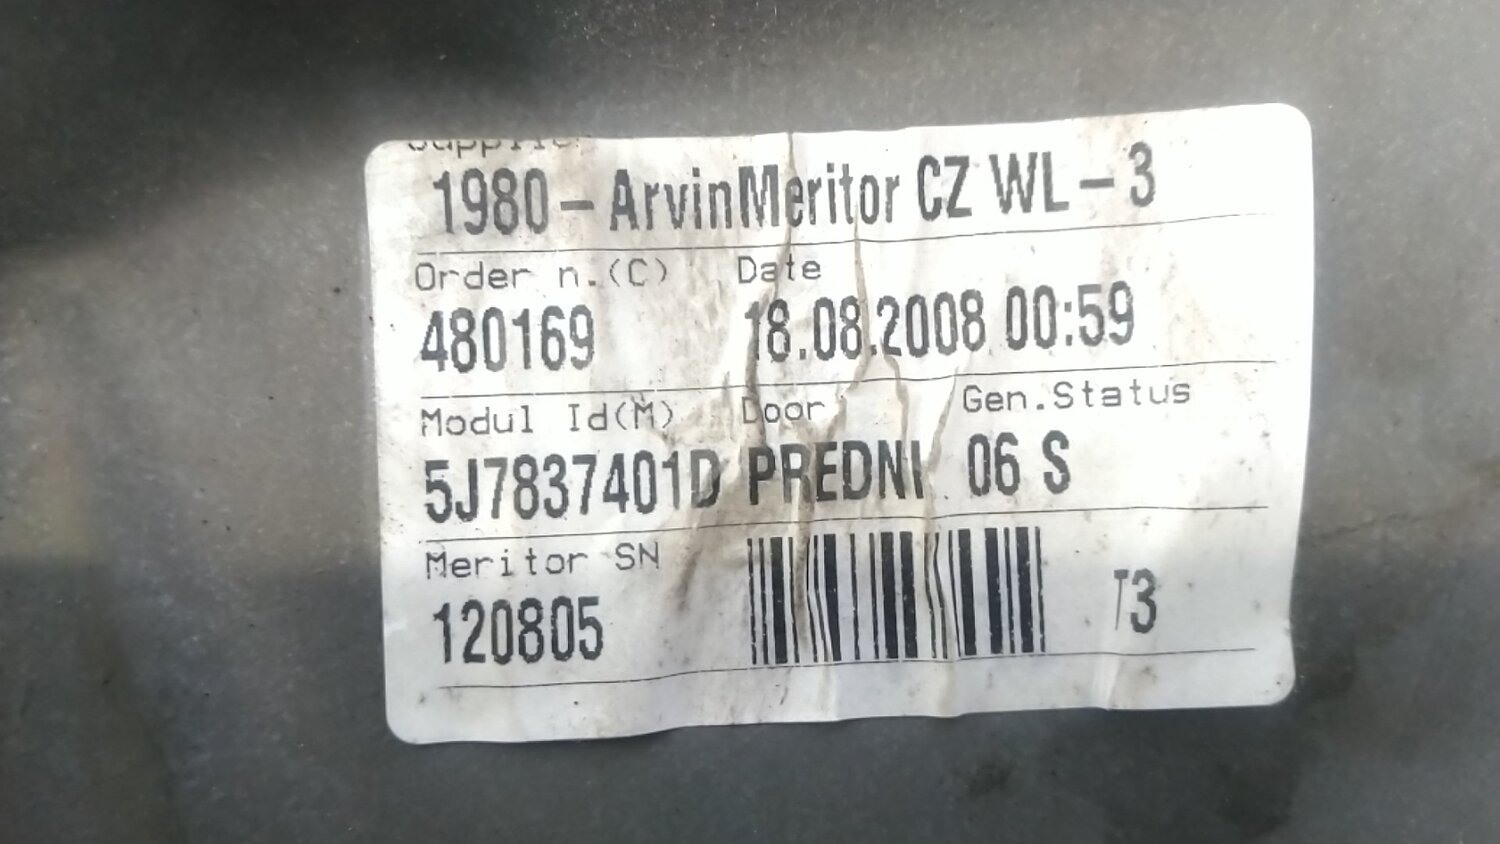 Supplier
1980 - ArvinMeritor CZ WL - 3
Order n.(C) Date
480169 18.08.2008 00:59
Modul Id(M) Door Gen.Status
5J7837401D PREDNI 06 S
Meritor SN
120805 T3